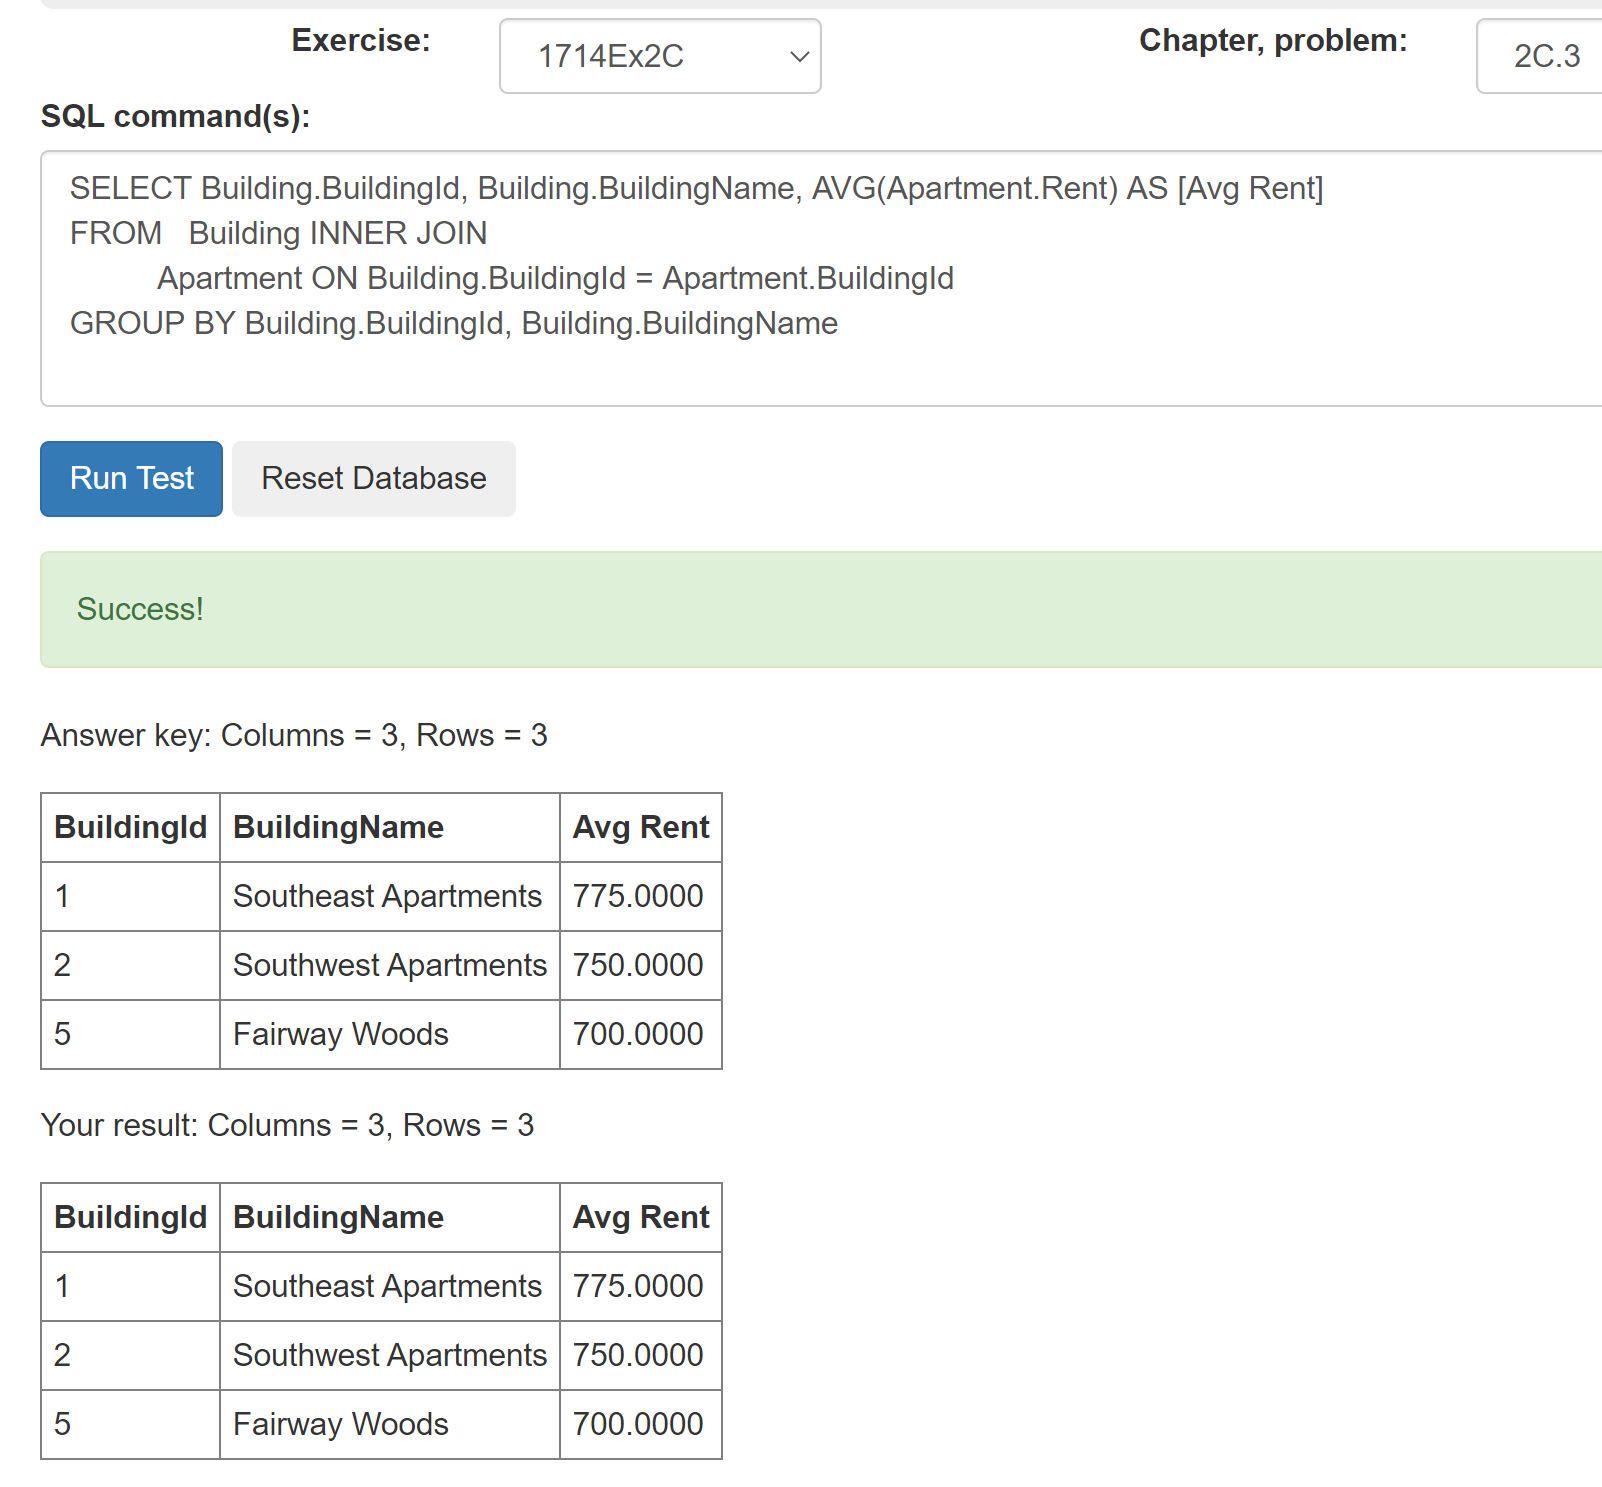 Exercise: 1714Ex2C Chapter, problem: 2C.3
SQL command(s):
SELECT Building.BuildingId, Building.BuildingName, AVG(Apartment.Rent) AS [Avg Rent]
FROM   Building INNER JOIN
Apartment ON Building.BuildingId = Apartment.BuildingId
GROUP BY Building.BuildingId, Building.BuildingName
Run Test Reset Database
Success!
Answer key: Columns = 3, Rows = 3
BuildingId BuildingName Avg Rent
1 Southeast Apartments 775.0000
2 Southwest Apartments 750.0000
5 Fairway Woods 700.0000
Your result: Columns = 3, Rows = 3
BuildingId BuildingName Avg Rent
1 Southeast Apartments 775.0000
2 Southwest Apartments 750.0000
5 Fairway Woods 700.0000